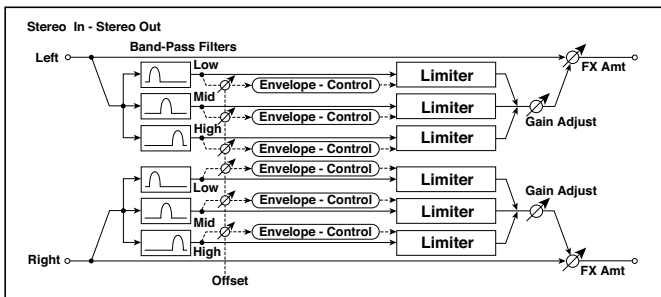 Stereo In - Stereo Out
Band-Pass Filters
Left
Low
Limiter
FX Amt
Envelope - Control
Mid
Limiter
Envelope - Control
Gain Adjust
High
Limiter
Envelope - Control
Envelope - Control
Limiter
Low
Gain Adjust
Envelope - Control
Limiter
Mid
Envelope - Control
Limiter
High
Right
FX Amt
Offset